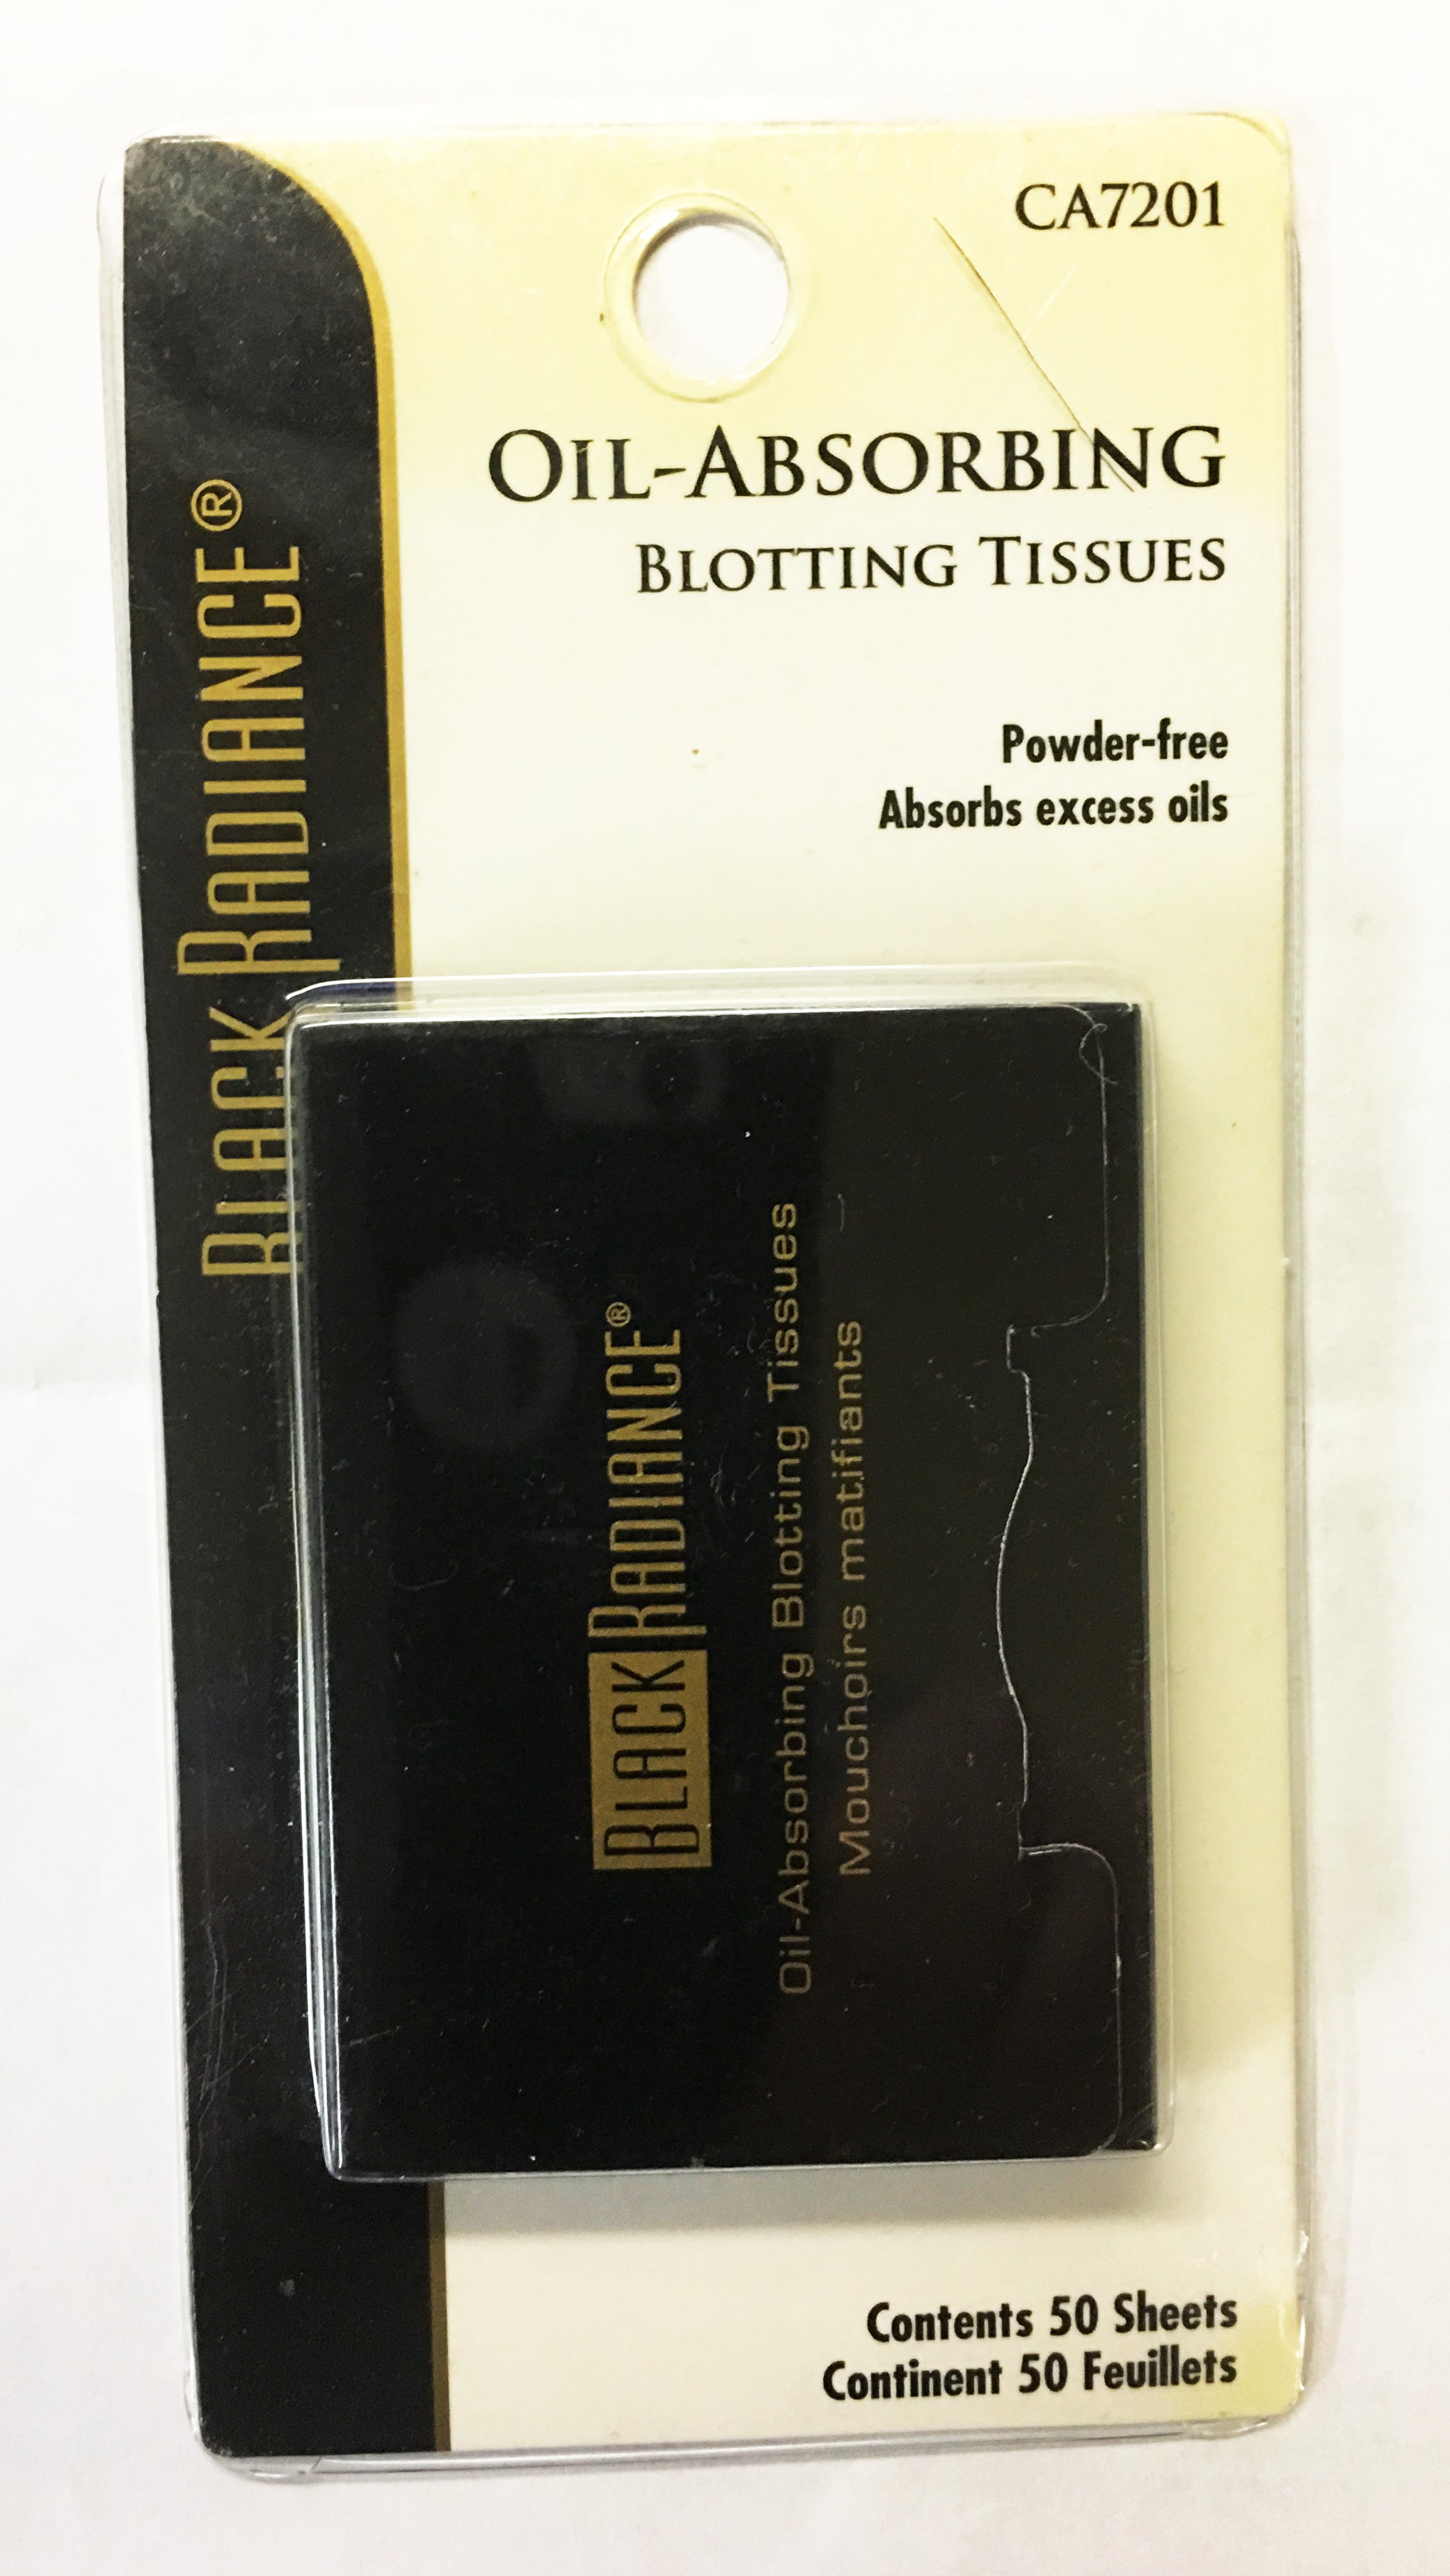 CA7201
OIL-ABSORBING
BLOTTING TISSUES
Powder-free
Absorbs excess oils
BLACK RADIANCE®
BLACK RADIANCE®
Oil-Absorbing Blotting Tissues
Mouchoirs matifiants
Contents 50 Sheets
Continent 50 Feuillets